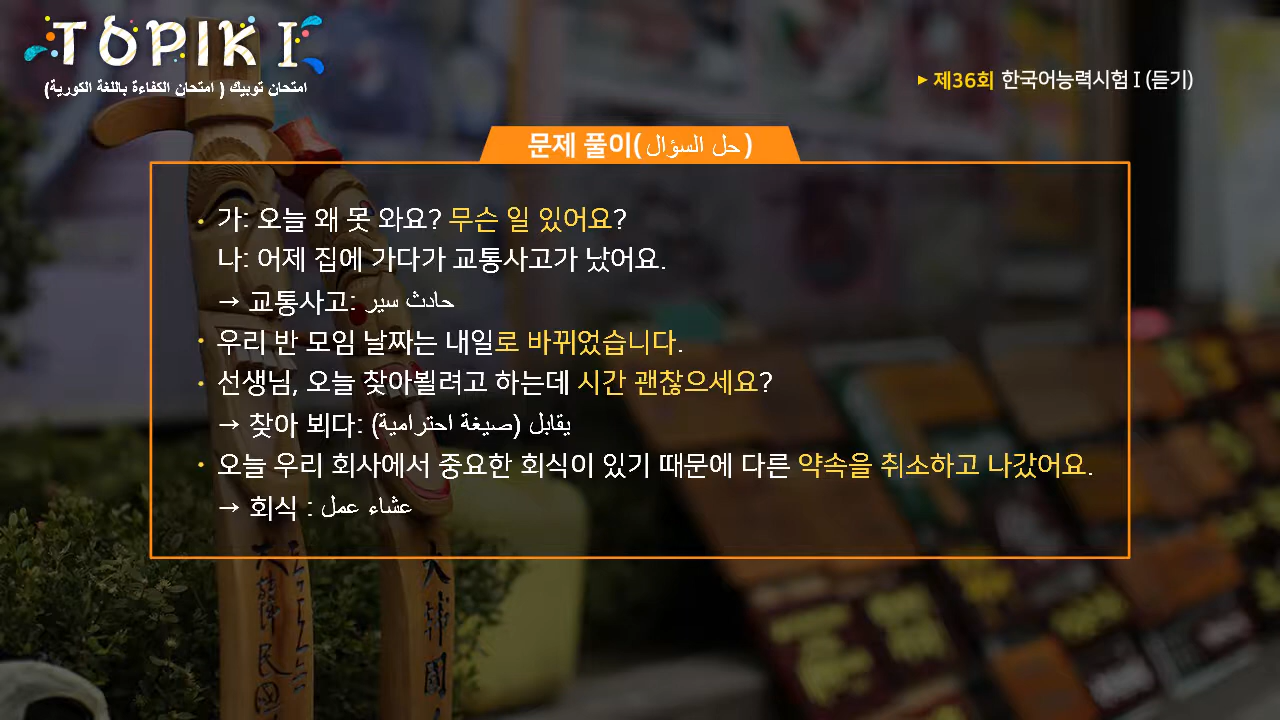 TOPIK I
امتحان توبيك ( امتحان الكفاءة باللغة الكورية)
▸ 제36회 한국어능력시험 I (듣기)
문제 풀이(حل السؤال)
• 가: 오늘 왜 못 와요? 무슨 일 있어요?
나: 어제 집에 가다가 교통사고가 났어요.
→ 교통사고: حادث سير
• 우리 반 모임 날짜는 내일로 바뀌었습니다.
• 선생님, 오늘 찾아뵐려고 하는데 시간 괜찮으세요?
→ 찾아 뵈다: يقابل (صيغة احترامية)
• 오늘 우리 회사에서 중요한 회식이 있기 때문에 다른 약속을 취소하고 나갔어요.
→ 회식 : عشاء عمل
大韓民國
大韓國